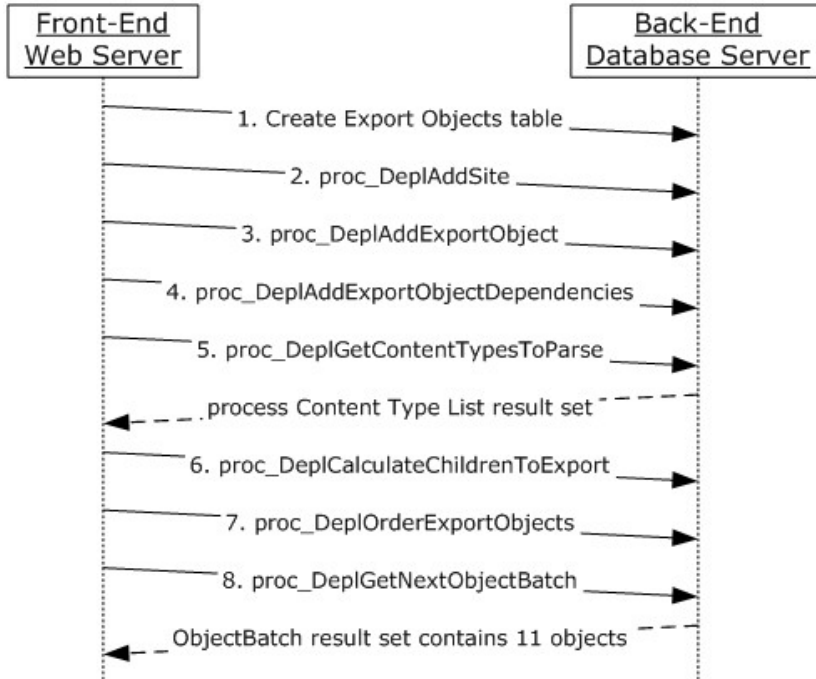 Front-End
Web Server
Back-End
Database Server
1. Create Export Objects table
2. proc_DeplAddSite
3. proc_DeplAddExportObject
4. proc_DeplAddExportObjectDependencies
5. proc_DeplGetContentTypesToParse
process Content Type List result set
6. proc_DeplCalculateChildrenToExport
7. proc_DeplOrderExportObjects
8. proc_DeplGetNextObjectBatch
ObjectBatch result set contains 11 objects